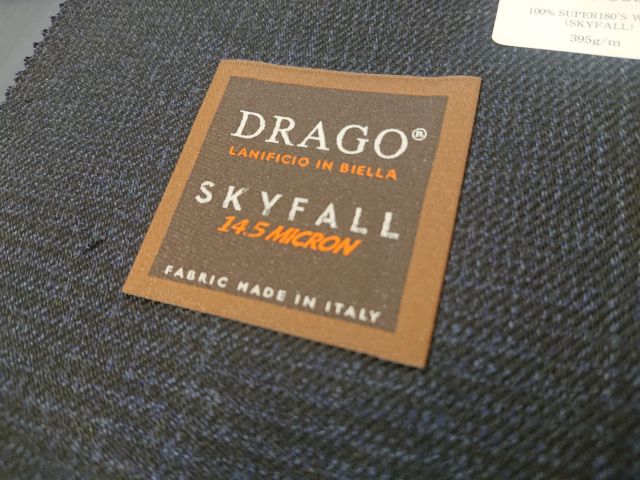 100% SUPER180'S
(SKYFALL)
395g/m
DRAGO®
LANIFICIO IN BIELLA
SKYFALL
14.5 MICRON
FABRIC MADE IN ITALY